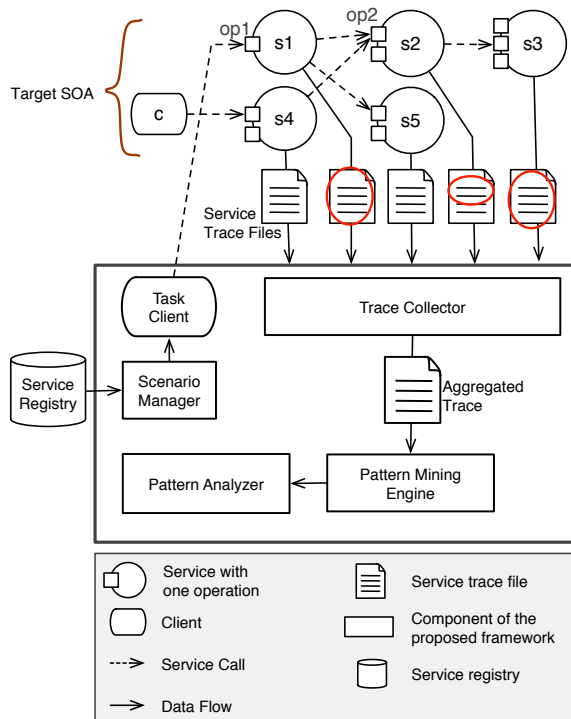 op1
op2
s1
s2
s3
Target SOA
c
s4
s5
Service
Trace Files
Task
Client
Trace Collector
Service
Registry
Scenario
Manager
Aggregated
Trace
Pattern Analyzer
Pattern Mining
Engine
Service with
one operation
Service trace file
Client
Component of the
proposed framework
Service Call
Service registry
Data Flow